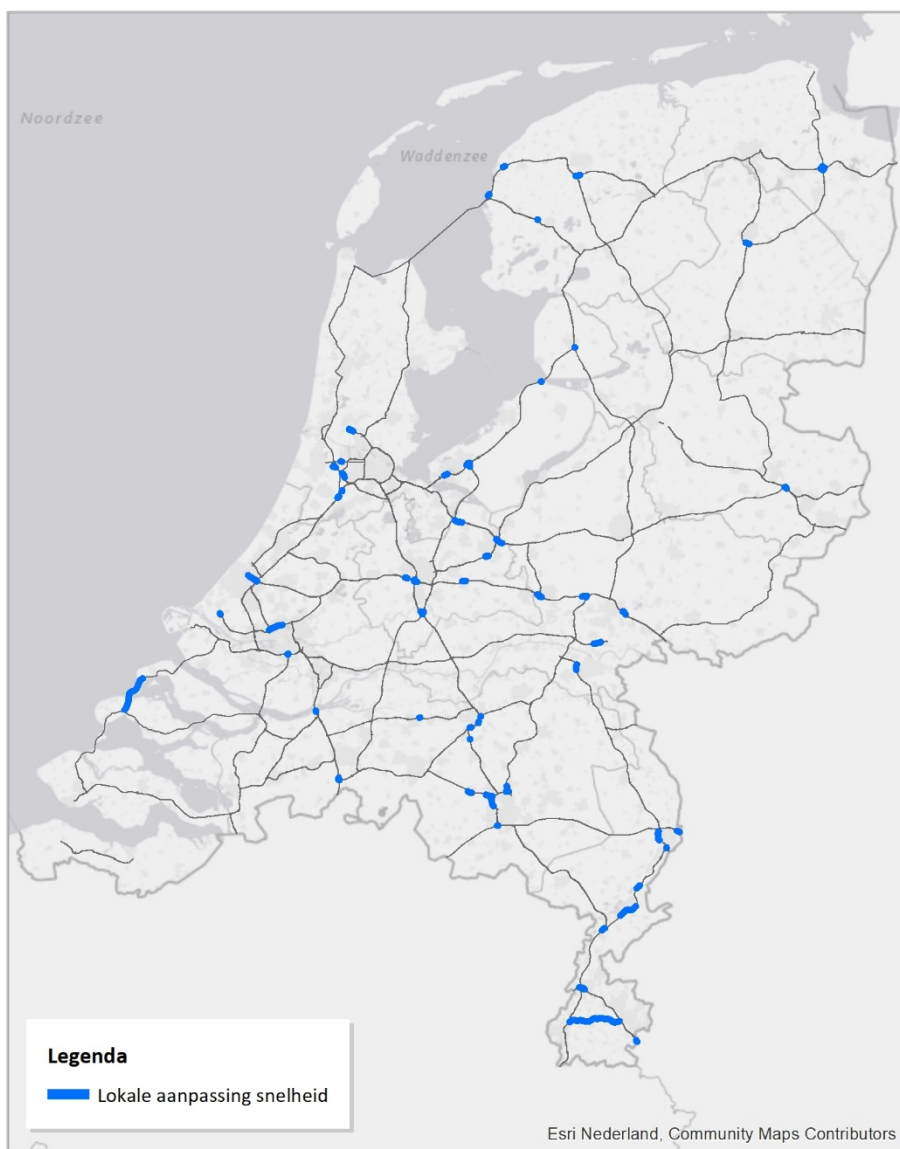 Noordzee
Waddenzee
Legenda
Lokale aanpassing snelheid
Esri Nederland, Community Maps Contributors